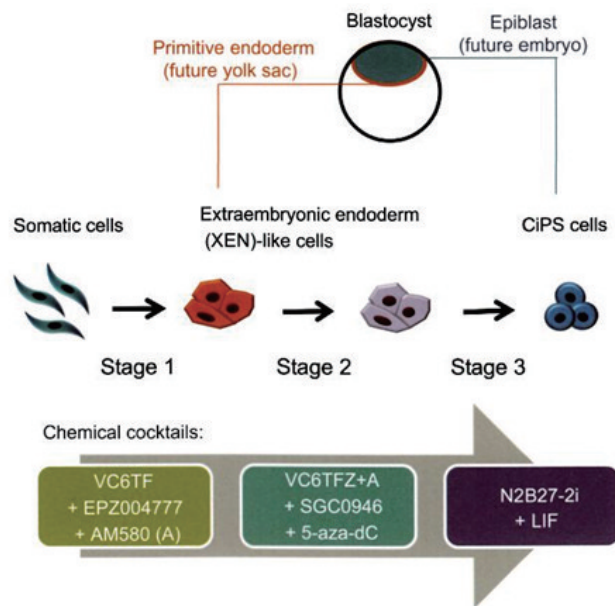 Blastocyst
Primitive endoderm
(future yolk sac)
Epiblast
(future embryo)
Somatic cells
Extraembryonic endoderm
(XEN)-like cells
CiPS cells
Stage 1
Stage 2
Stage 3
Chemical cocktails:
VC6TF
+ EPZ004777
+ AM580 (A)
VC6TFZ+A
+ SGC0946
+ 5-aza-dC
N2B27-2i
+ LIF